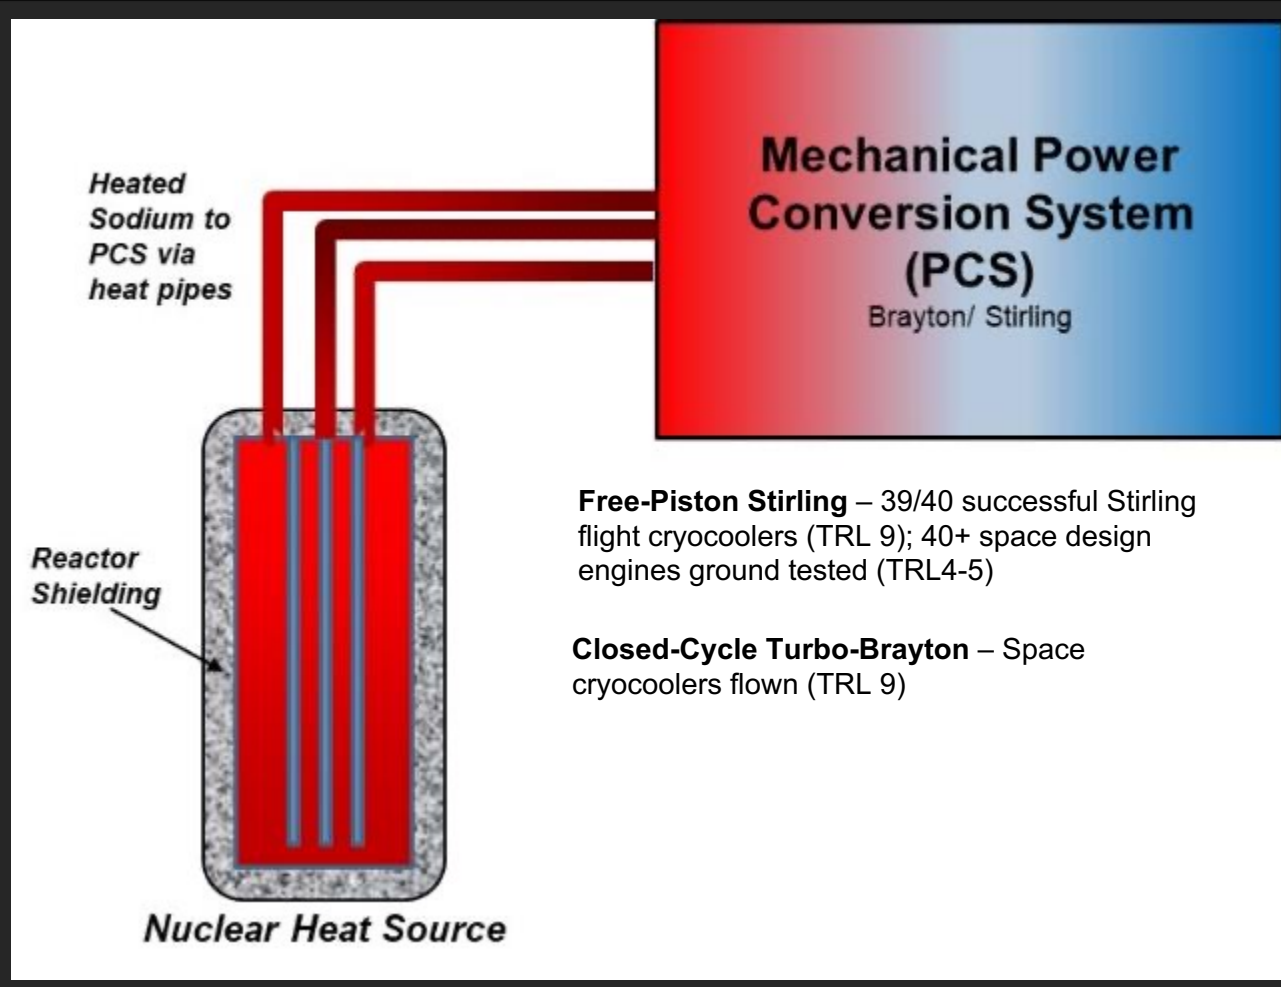 Mechanical Power
Conversion System
(PCS)
Brayton/ Stirling
Heated
Sodium to
PCS via
heat pipes
Free-Piston Stirling – 39/40 successful Stirling
flight cryocoolers (TRL 9); 40+ space design
engines ground tested (TRL4-5)
Reactor
Shielding
Closed-Cycle Turbo-Brayton – Space
cryocoolers flown (TRL 9)
Nuclear Heat Source